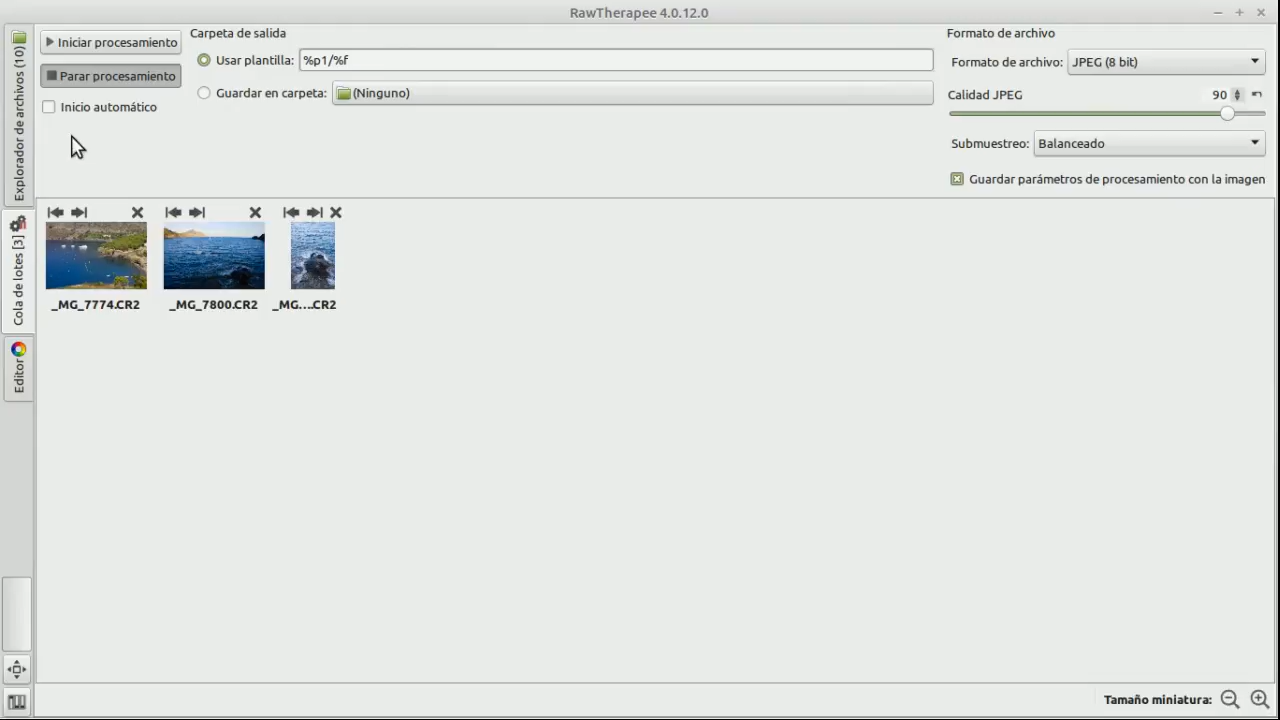 RawTherapee 4.0.12.0
Explorador de archivos (10)
Cola de lotes [3]
Editor
Iniciar procesamiento
Parar procesamiento
Inicio automático
Carpeta de salida
Usar plantilla: %p1/%f
Guardar en carpeta: (Ninguno)
Formato de archivo
Formato de archivo: JPEG (8 bit)
Calidad JPEG 90
Submuestreo: Balanceado
Guardar parámetros de procesamiento con la imagen
_MG_7774.CR2 _MG_7800.CR2 _MG....CR2
Tamaño miniatura: